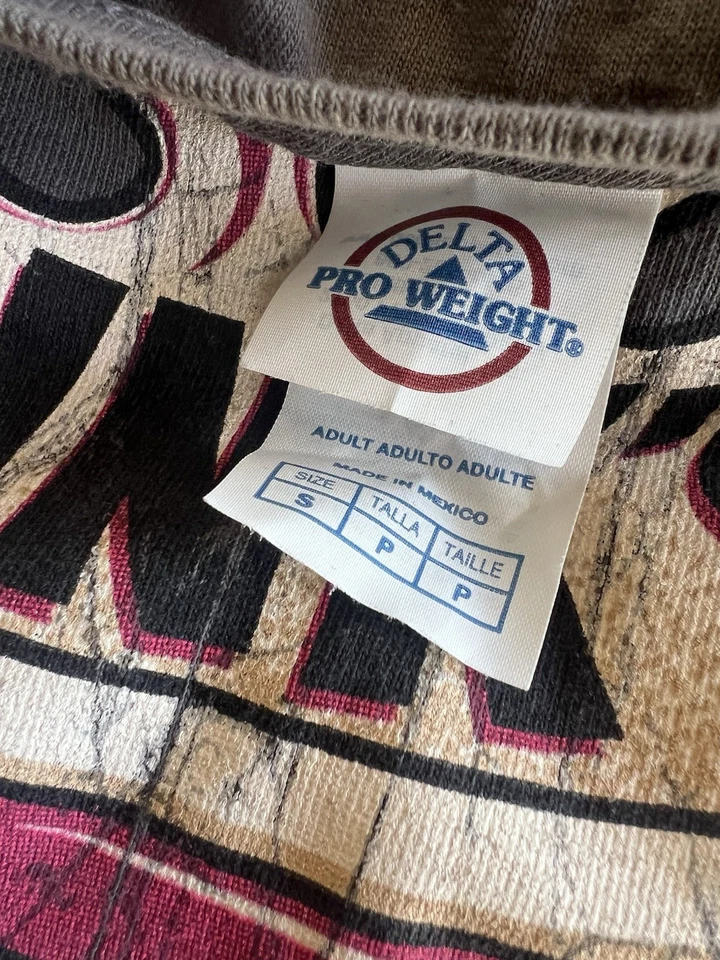 DELTA
PRO WEIGHT®
ADULT ADULTO ADULTE
MADE IN MEXICO
SIZE TALLA TAILLE
S P P